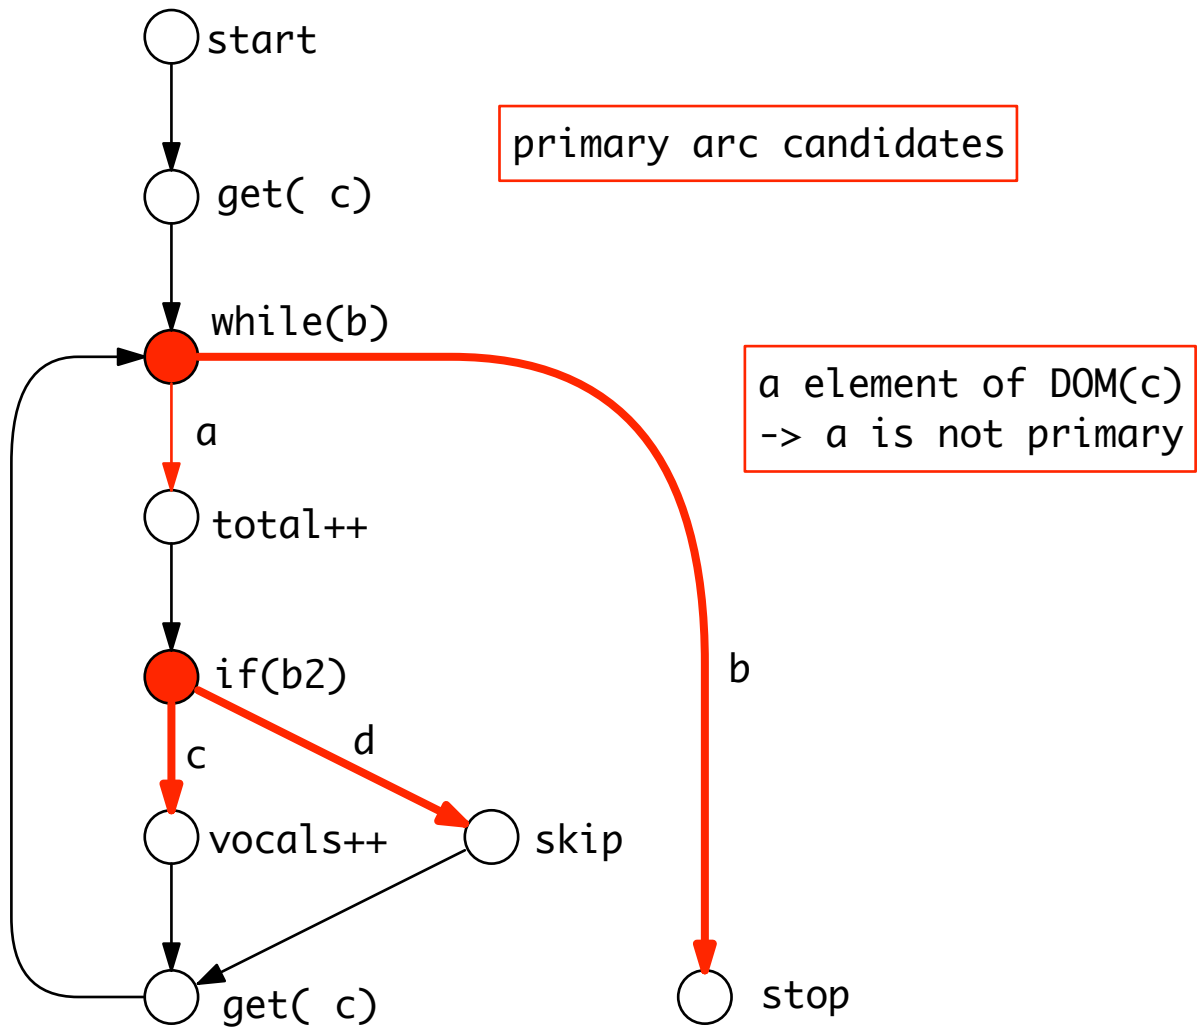 start
primary arc candidates
get( c)
while(b)
a element of DOM(c)
-> a is not primary
a
total++
if(b2)
b
d
c
vocals++
skip
get( c)
stop